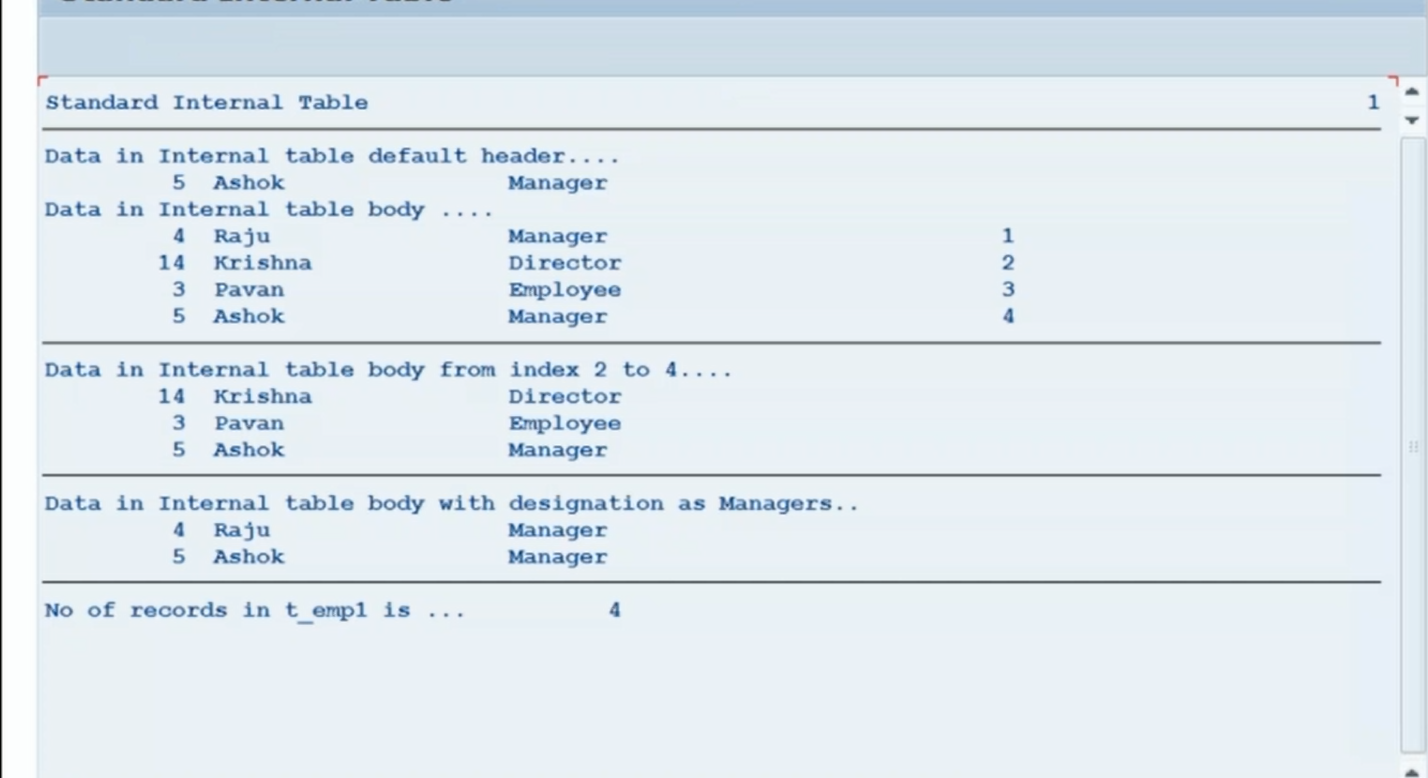 Standard Internal Table 1
Data in Internal table default header....
5 Ashok Manager
Data in Internal table body ....
4 Raju Manager 1
14 Krishna Director 2
3 Pavan Employee 3
5 Ashok Manager 4
Data in Internal table body from index 2 to 4....
14 Krishna Director
3 Pavan Employee
5 Ashok Manager
Data in Internal table body with designation as Managers..
4 Raju Manager
5 Ashok Manager
No of records in t_emp1 is ... 4